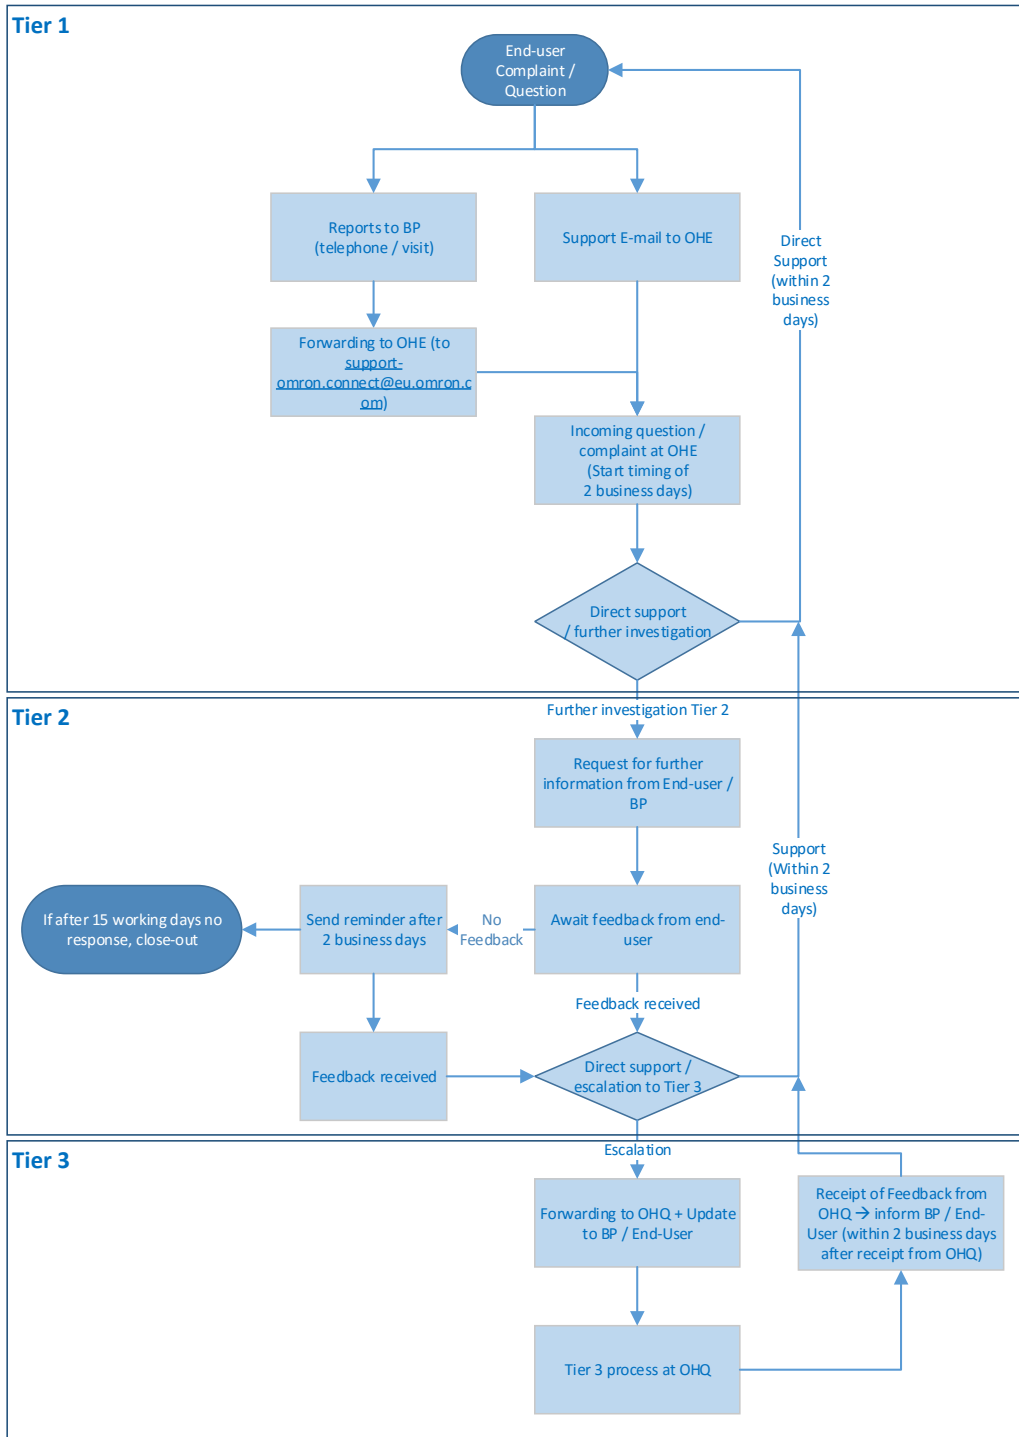 Tier 1
End-user
Complaint /
Question
Reports to BP
(telephone / visit)
Support E-mail to OHE
Direct
Support
(within 2
business
days)
Forwarding to OHE (to
support-
omron.connect@eu.omron.c
om)
Incoming question /
complaint at OHE
(Start timing of
2 business days)
Direct support
/ further investigation
Tier 2
Further investigation Tier 2
Request for further
information from End-user /
BP
Support
(Within 2
business
days)
If after 15 working days no
response, close-out
Send reminder after
2 business days
No
Feedback
Await feedback from end-
user
Feedback received
Feedback received
Direct support /
escalation to Tier 3
Tier 3
Escalation
Forwarding to OHQ + Update
to BP / End-User
Receipt of Feedback from
OHQ → inform BP / End-
User (within 2 business days
after receipt from OHQ)
Tier 3 process at OHQ